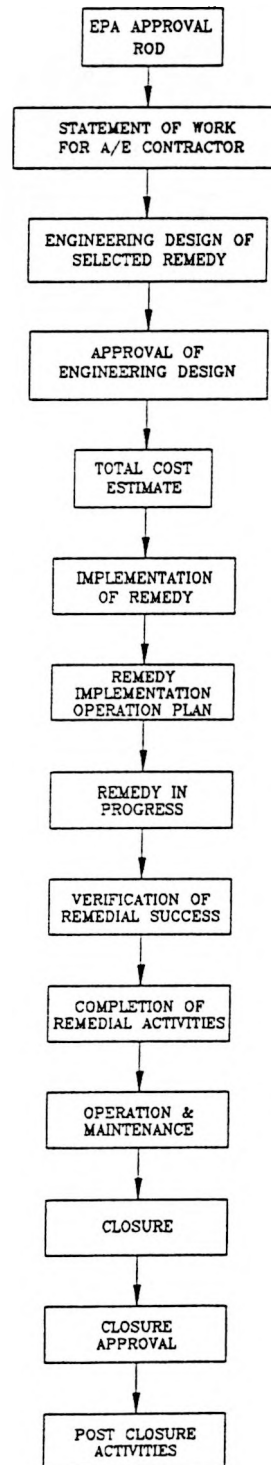 EPA APPROVAL
ROD
STATEMENT OF WORK
FOR A/E CONTRACTOR
ENGINEERING DESIGN OF
SELECTED REMEDY
APPROVAL OF
ENGINEERING DESIGN
TOTAL COST
ESTIMATE
IMPLEMENTATION
OF REMEDY
REMEDY
IMPLEMENTATION
OPERATION PLAN
REMEDY IN
PROGRESS
VERIFICATION OF
REMEDIAL SUCCESS
COMPLETION OF
REMEDIAL ACTIVITIES
OPERATION &
MAINTENANCE
CLOSURE
CLOSURE
APPROVAL
POST CLOSURE
ACTIVITIES